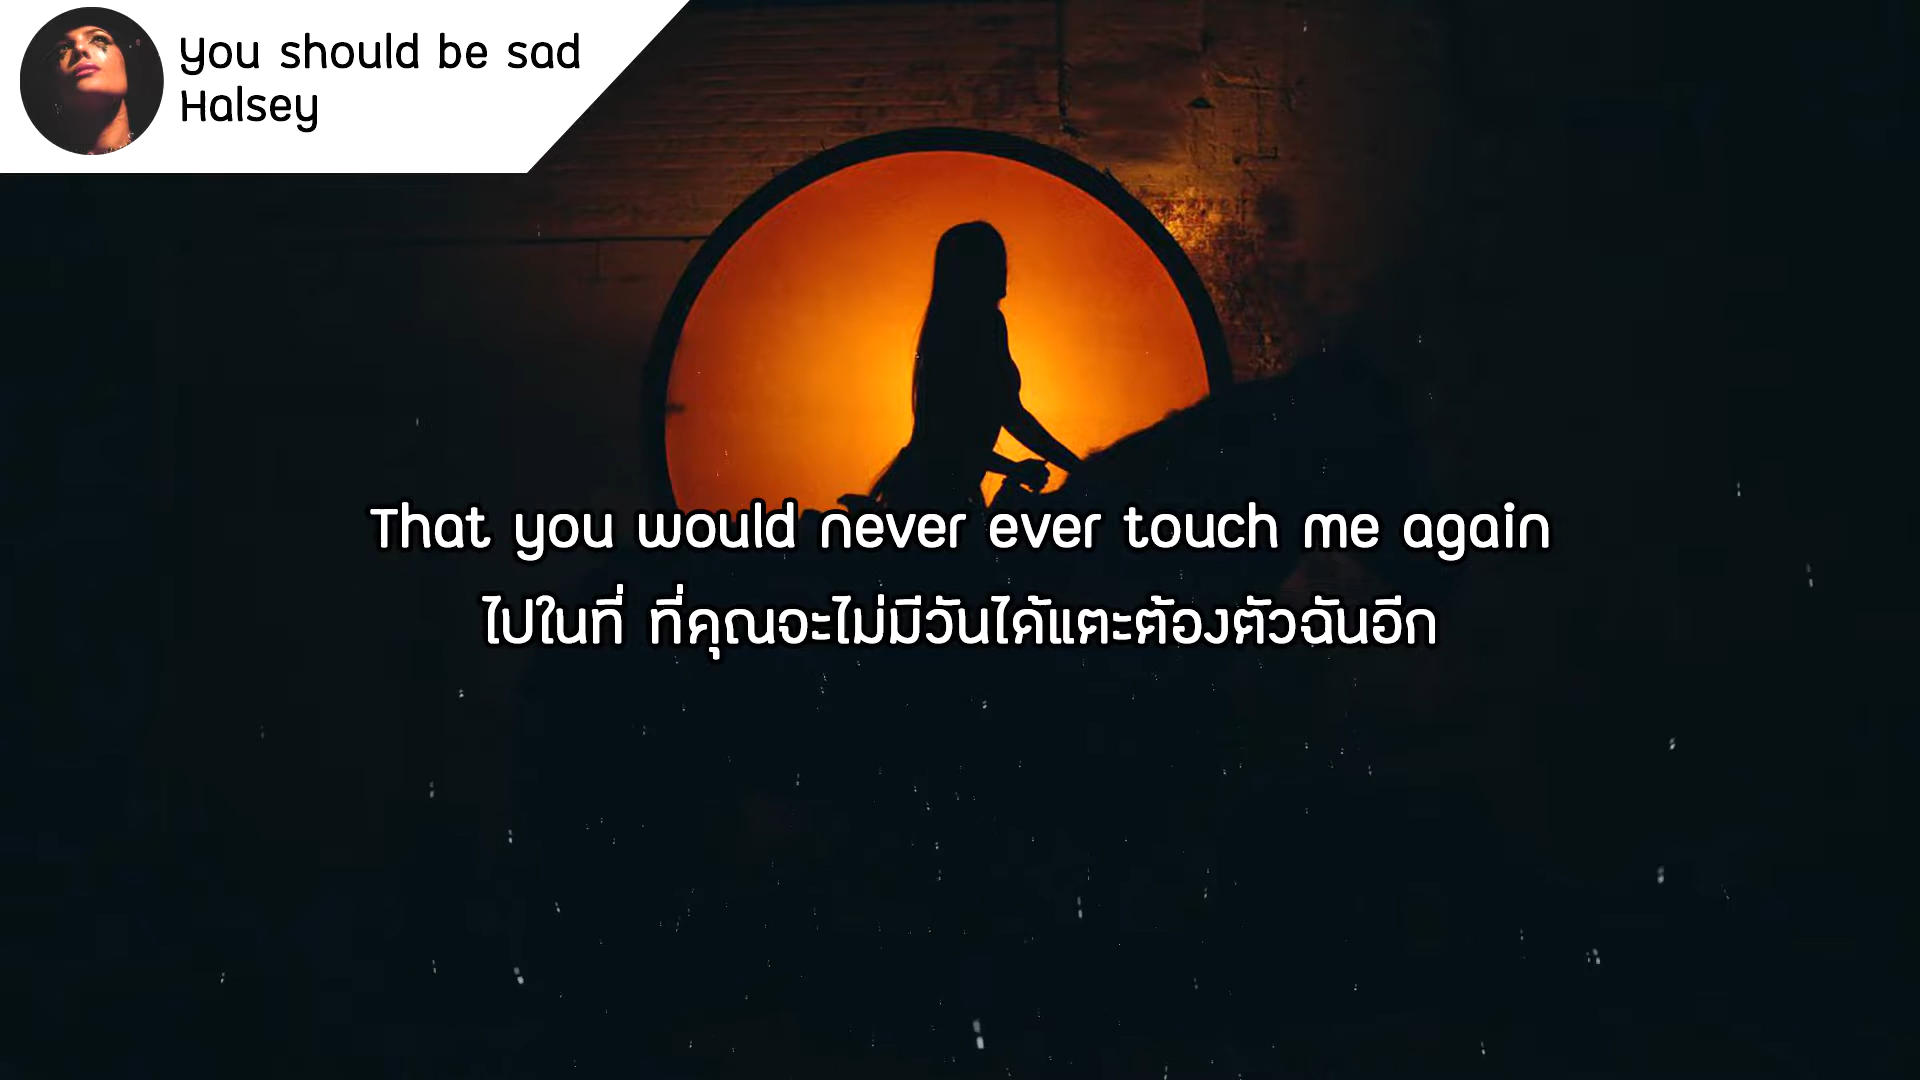 You should be sad
Halsey
That you would never ever touch me again
ไปในที่ ที่คุณจะไม่มีวันได้แตะต้องตัวฉันอีก